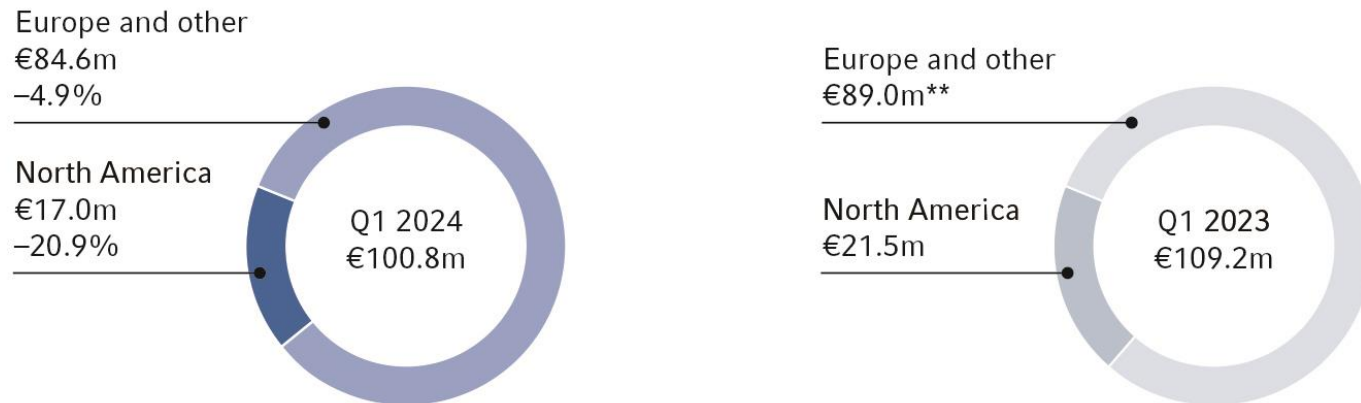 Europe and other
€84.6m
–4.9%
North America
€17.0m
–20.9%
Q1 2024
€100.8m
Europe and other
€89.0m**
North America
€21.5m
Q1 2023
€109.2m